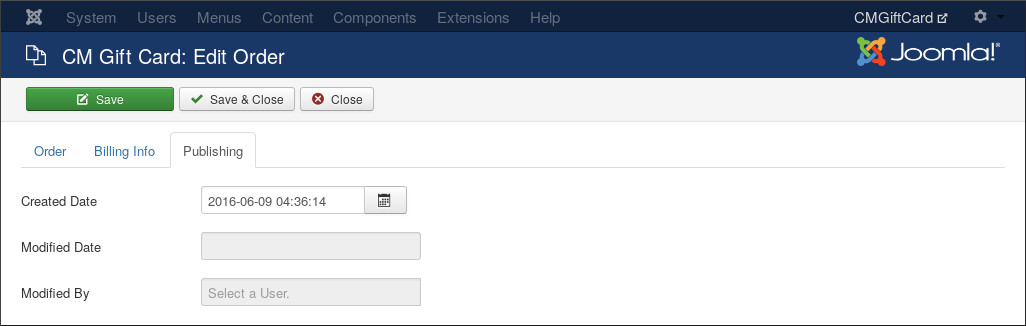 System Users Menus Content Components Extensions Help CMGiftCard
CM Gift Card: Edit Order Joomla!®
Save Save & Close Close
Order Billing Info Publishing
Created Date 2016-06-09 04:36:14
Modified Date
Modified By Select a User.